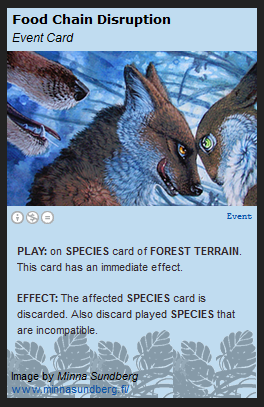 Food Chain Disruption
Event Card
Event
PLAY: on SPECIES card of FOREST TERRAIN.
This card has an immediate effect.
EFFECT: The affected SPECIES card is
discarded. Also discard played SPECIES that
are incompatible.
Image by Minna Sundberg
www.minnasundberg.fi/